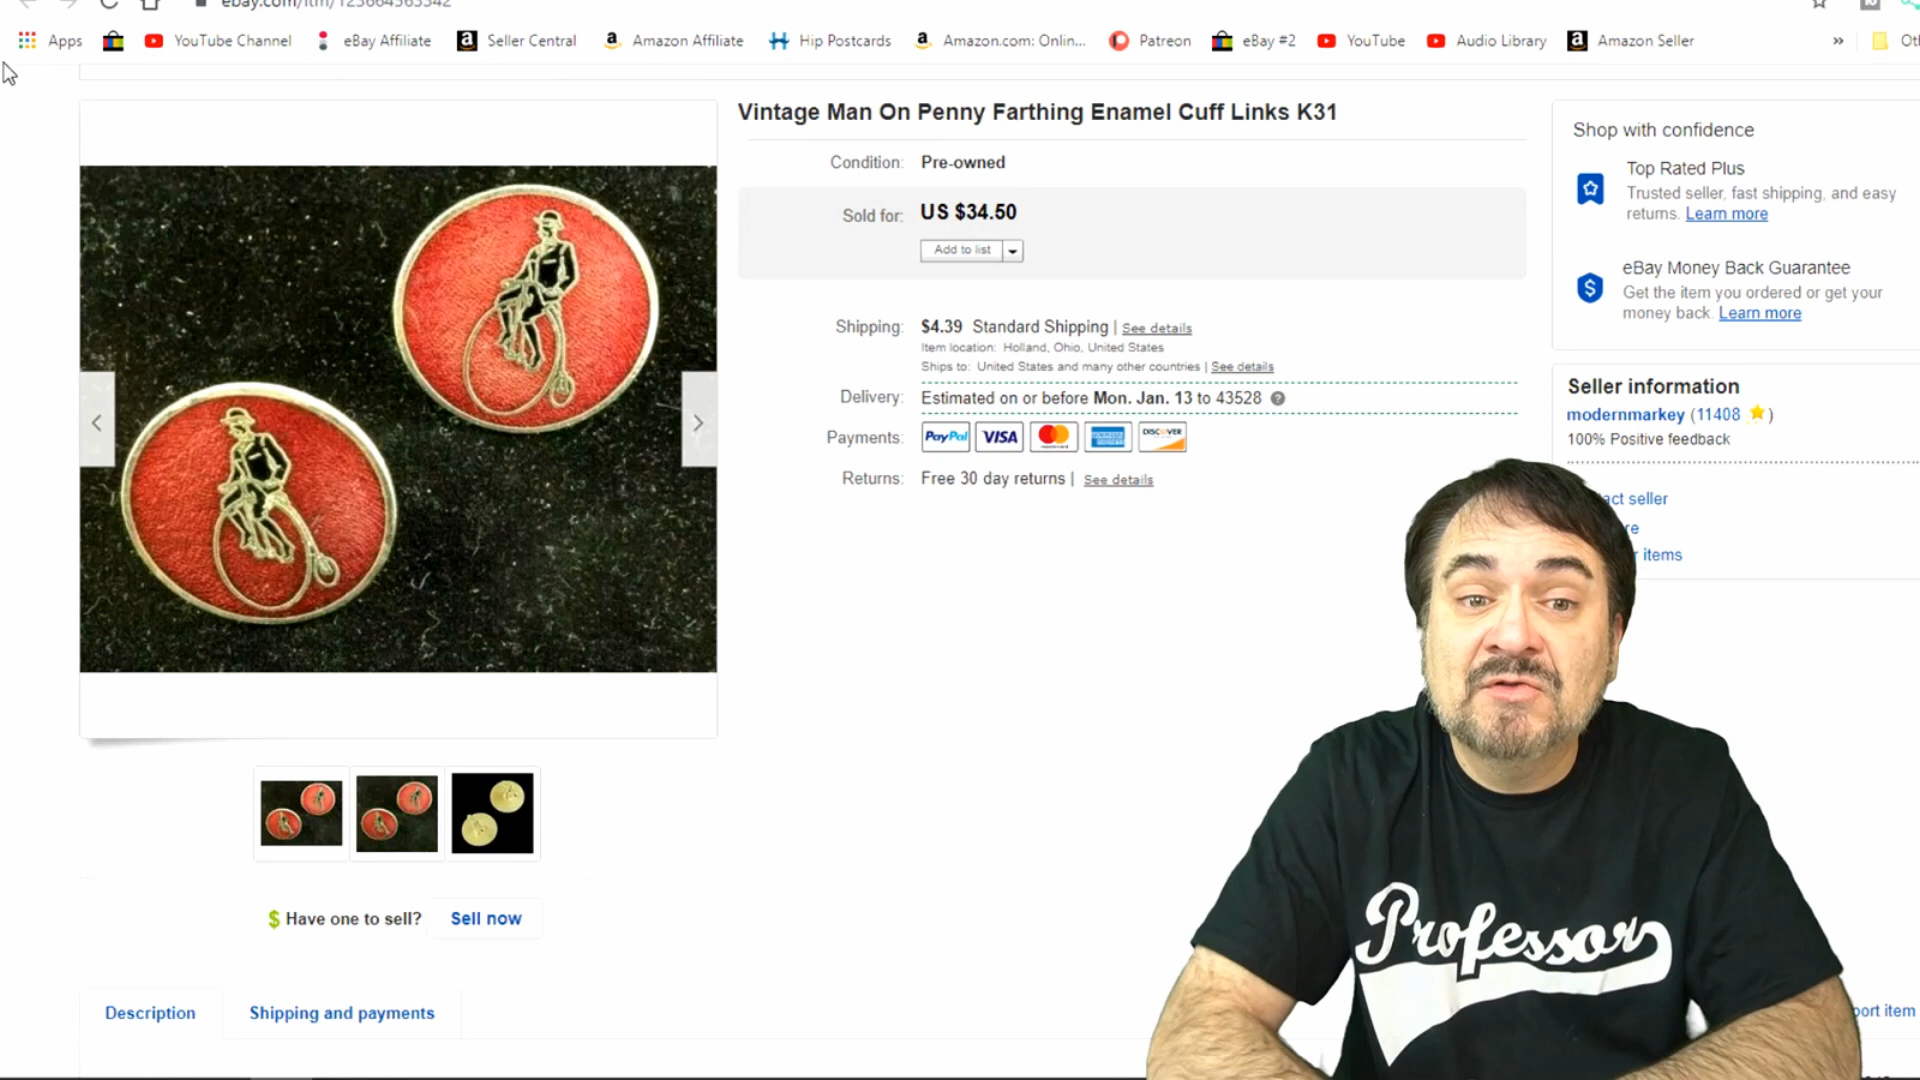 Apps
YouTube Channel
eBay Affiliate
Seller Central
Amazon Affiliate
Hip Postcards
Amazon.com: Onlin...
Patreon
eBay #2
YouTube
Audio Library
Amazon Seller
»
Vintage Man On Penny Farthing Enamel Cuff Links K31
Condition: Pre-owned
Sold for: US $34.50
Add to list
Shipping: $4.39 Standard Shipping | See details
Item location: Holland, Ohio, United States
Ships to: United States and many other countries | See details
Delivery: Estimated on or before Mon. Jan. 13 to 43528
Payments: PayPal VISA mastercard DISCOVER
Returns: Free 30 day returns | See details
Shop with confidence
Top Rated Plus
Trusted seller, fast shipping, and easy
returns. Learn more
eBay Money Back Guarantee
Get the item you ordered or get your
money back. Learn more
Seller information
modernmarkey (11408 )
100% Positive feedback
seller
items
Have one to sell? Sell now
Professor
Description
Shipping and payments
item